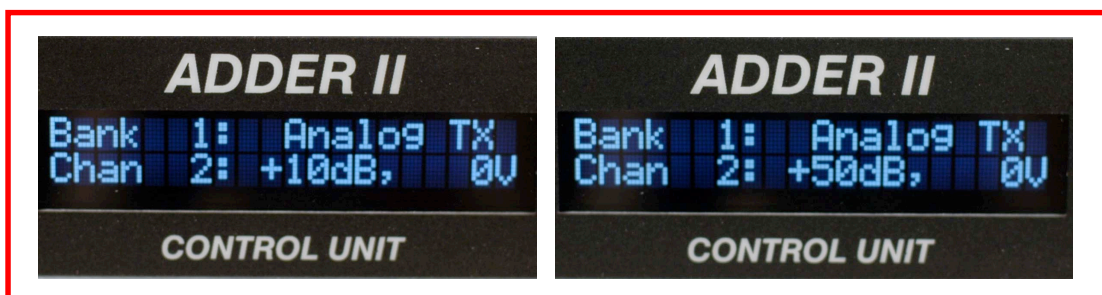 ADDER II
Bank 1: Analog TX
Chan 2: +10dB, 0V
CONTROL UNIT
ADDER II
Bank 1: Analog TX
Chan 2: +50dB, 0V
CONTROL UNIT